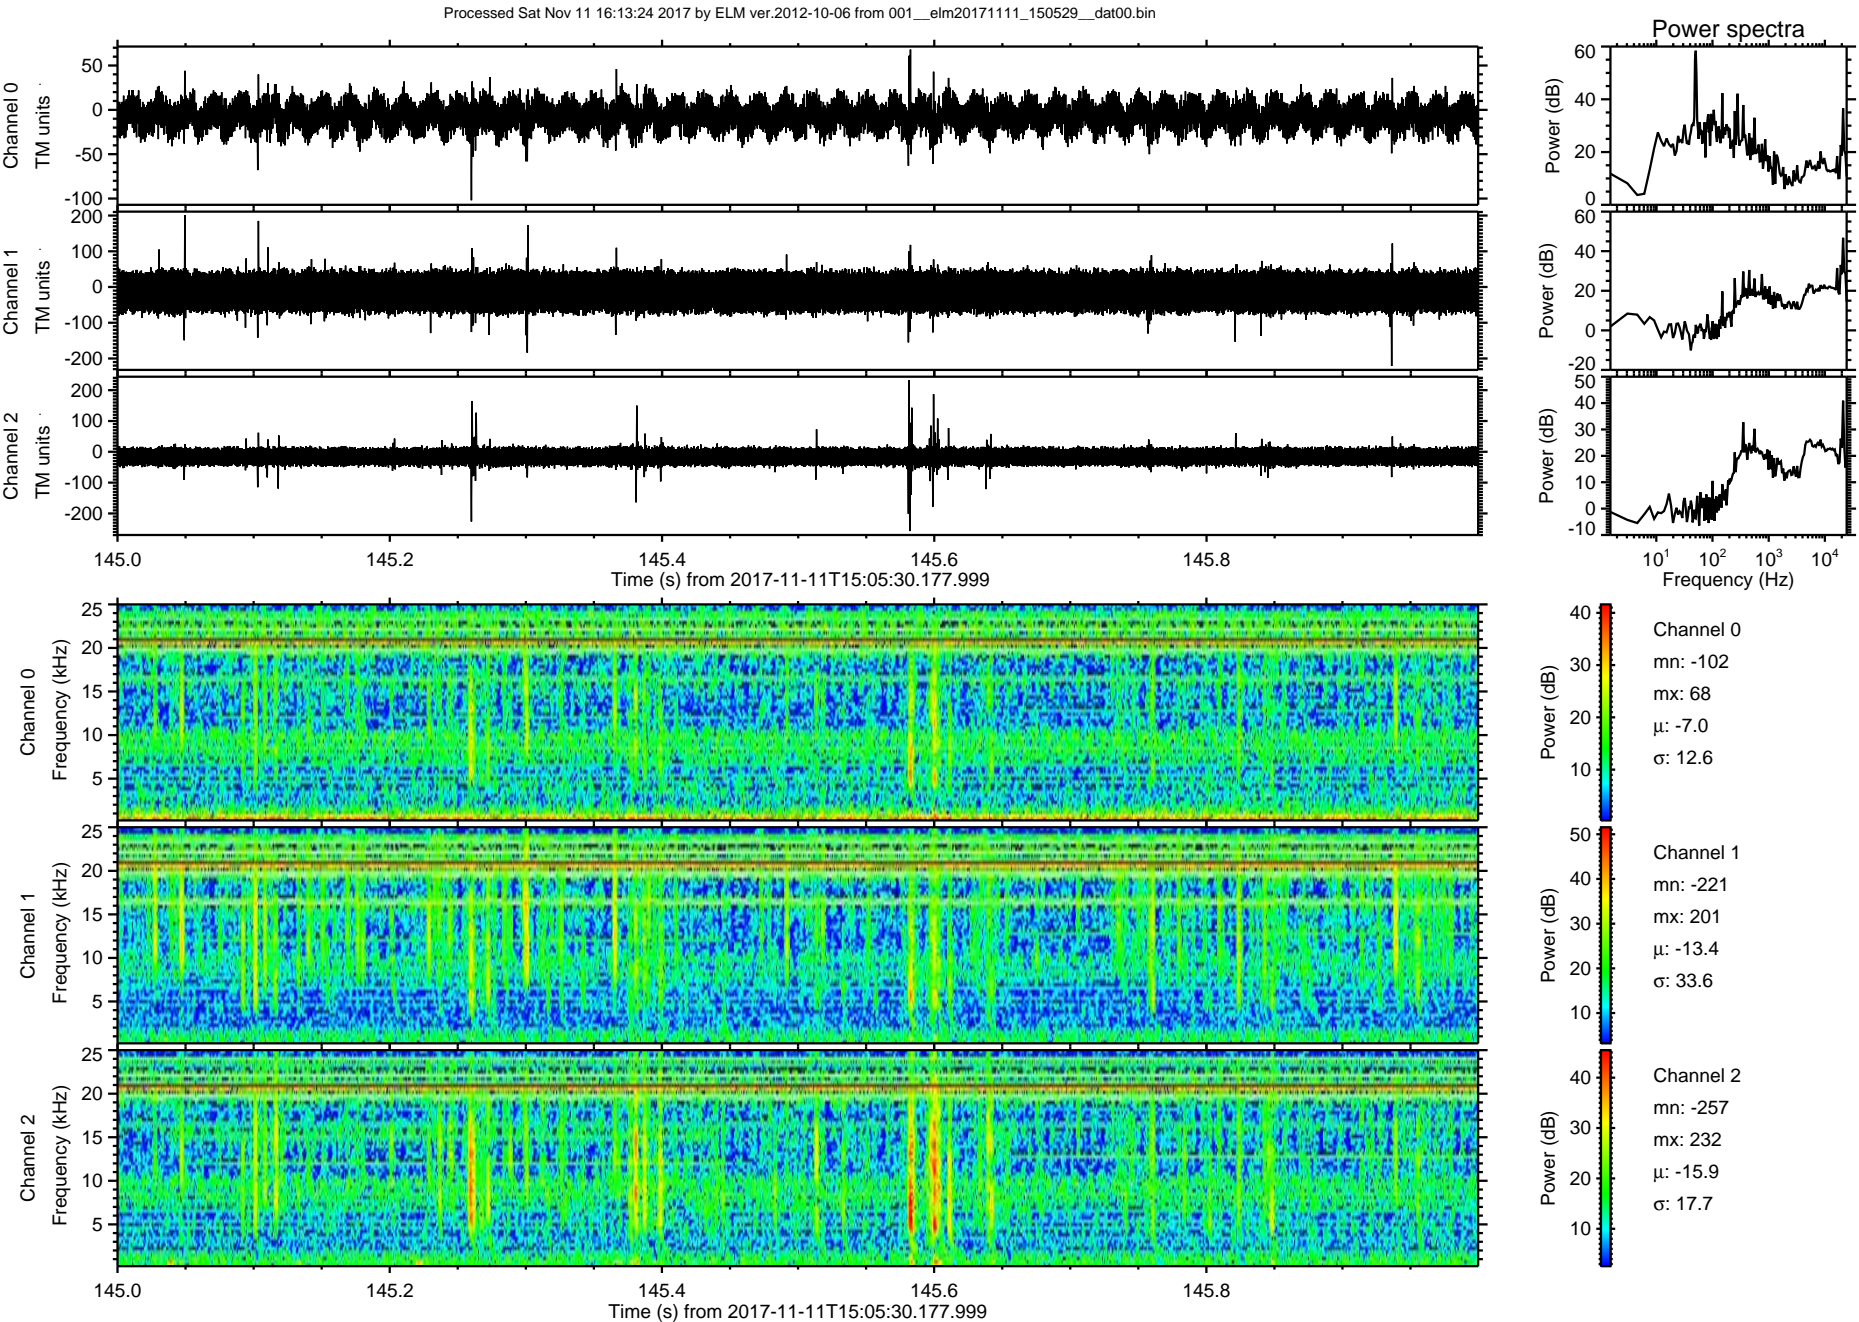 Processed Sat Nov 11 16:13:24 2017 by ELM ver.2012-10-06 from 001__elm20171111_150529__dat00.bin
Power spectra
Channel 0
TM units
50
0
-50
-100
Power (dB)
60
40
20
0
Channel 1
TM units
200
100
0
-100
-200
Power (dB)
60
40
20
0
-20
Channel 2
TM units
200
100
0
-100
-200
Power (dB)
50
40
30
20
10
0
-10
145.0 145.2 145.4 145.6 145.8
Time (s) from 2017-11-11T15:05:30.177.999
10^1 10^2 10^3 10^4
Frequency (Hz)
Channel 0
Frequency (kHz)
25
20
15
10
5
Power (dB)
40
30
20
10
Channel 0
mn: -102
mx: 68
μ: -7.0
σ: 12.6
Channel 1
Frequency (kHz)
25
20
15
10
5
Power (dB)
50
40
30
20
10
Channel 1
mn: -221
mx: 201
μ: -13.4
σ: 33.6
Channel 2
Frequency (kHz)
25
20
15
10
5
Power (dB)
40
30
20
10
Channel 2
mn: -257
mx: 232
μ: -15.9
σ: 17.7
145.0 145.2 145.4 145.6 145.8
Time (s) from 2017-11-11T15:05:30.177.999